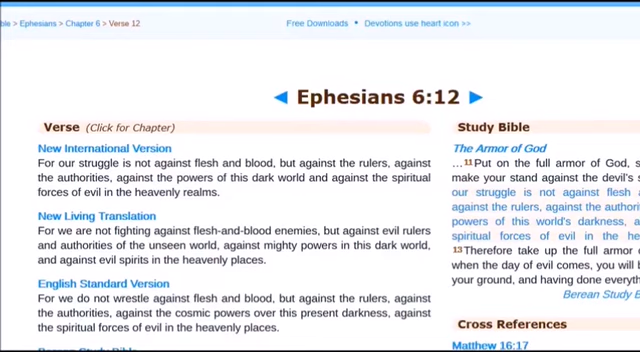 ble > Ephesians > Chapter 6 > Verse 12
Free Downloads • Devotions use heart icon >>
◄ Ephesians 6:12 ►
Verse (Click for Chapter)
New International Version
For our struggle is not against flesh and blood, but against the rulers, against
the authorities, against the powers of this dark world and against the spiritual
forces of evil in the heavenly realms.
New Living Translation
For we are not fighting against flesh-and-blood enemies, but against evil rulers
and authorities of the unseen world, against mighty powers in this dark world,
and against evil spirits in the heavenly places.
English Standard Version
For we do not wrestle against flesh and blood, but against the rulers, against
the authorities, against the cosmic powers over this present darkness, against
the spiritual forces of evil in the heavenly places.
Berean Study Bible
Study Bible
The Armor of God
…11Put on the full armor of God, s
make your stand against the devil's s
our struggle is not against flesh
against the rulers, against the authori
powers of this world's darkness, a
spiritual forces of evil in the he
13Therefore take up the full armor
when the day of evil comes, you will b
your ground, and having done everyth
Berean Study B
Cross References
Matthew 16:17